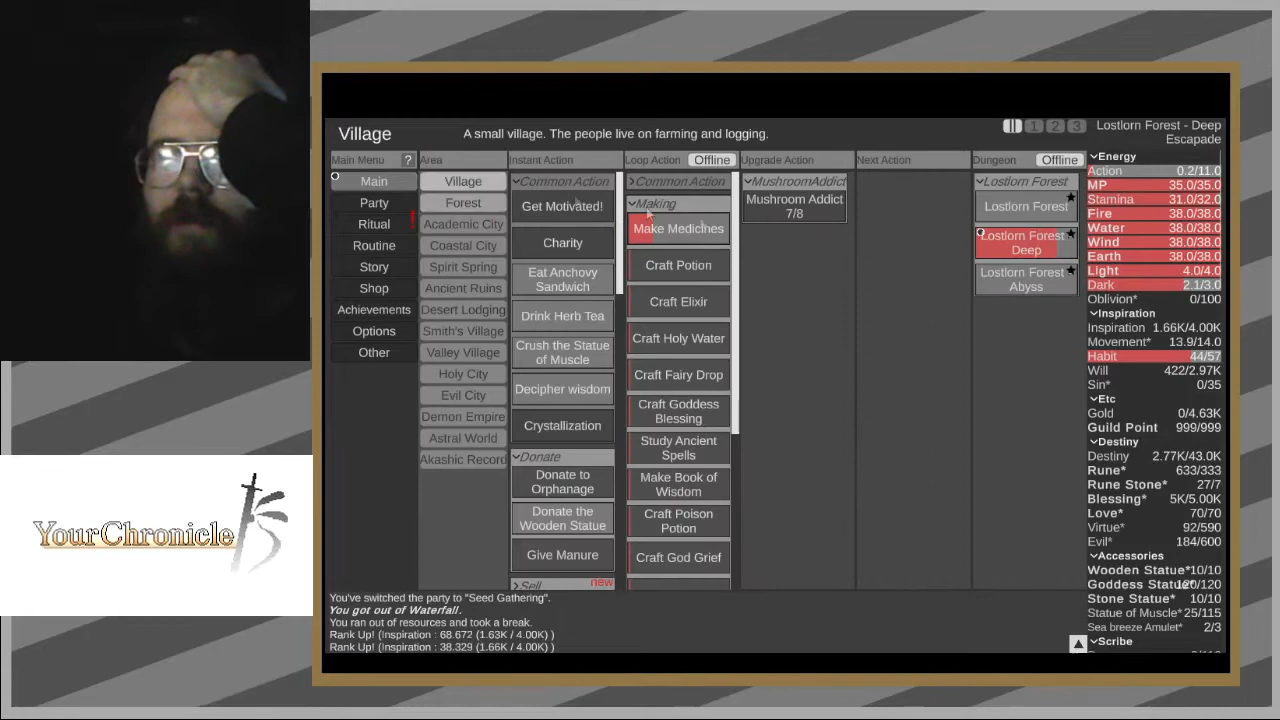 Village
A small village. The people live on farming and logging.
1
2
3
Lostlorn Forest - Deep
Escapade
Main Menu
?
Area
Instant Action
Loop Action
Offline
Upgrade Action
Next Action
Dungeon
Offline
Main
Party
Ritual
!
Routine
Story
Shop
Achievements
Options
Other
Village
Forest
Academic City
Coastal City
Spirit Spring
Ancient Ruins
Desert Lodging
Smith's Village
Valley Village
Holy City
Evil City
Demon Empire
Astral World
Akashic Record
Common Action
Get Motivated!
Charity
Eat Anchovy
Sandwich
Drink Herb Tea
Crush the Statue
of Muscle
Decipher wisdom
Crystallization
Donate
Donate to
Orphanage
Donate the
Wooden Statue
Give Manure
Sell
new
Common Action
Making
Make Medicines
Craft Potion
Craft Elixir
Craft Holy Water
Craft Fairy Drop
Craft Goddess
Blessing
Study Ancient
Spells
Make Book of
Wisdom
Craft Poison
Potion
Craft God Grief
MushroomAddict
Mushroom Addict
7/8
Lostlorn Forest
Lostlorn Forest
Lostlorn Forest
Deep
Lostlorn Forest
Abyss
Energy
Action 0.2/11.0
MP 35.0/35.0
Stamina 31.0/32.0
Fire 38.0/38.0
Water 38.0/38.0
Wind 38.0/38.0
Earth 38.0/38.0
Light 4.0/4.0
Dark 2.1/3.0
Oblivion* 0/100
Inspiration
Inspiration 1.66K/4.00K
Movement* 13.9/14.0
Habit 44/57
Will 422/2.97K
Sin* 0/35
Etc
Gold 0/4.63K
Guild Point 999/999
Destiny
Destiny 2.77K/43.0K
Rune* 633/333
Rune Stone* 27/7
Blessing* 5K/5.00K
Love* 70/70
Virtue* 92/590
Evil* 184/600
Accessories
Wooden Statue* 10/10
Goddess Statue* 120/120
Stone Statue* 10/10
Statue of Muscle* 25/115
Sea breeze Amulet* 2/3
Scribe
You've switched the party to "Seed Gathering".
You got out of Waterfall.
You ran out of resources and took a break.
Rank Up! (Inspiration : 68.672 (1.63K / 4.00K) )
Rank Up! (Inspiration : 38.329 (1.66K / 4.00K) )
YourChronicle